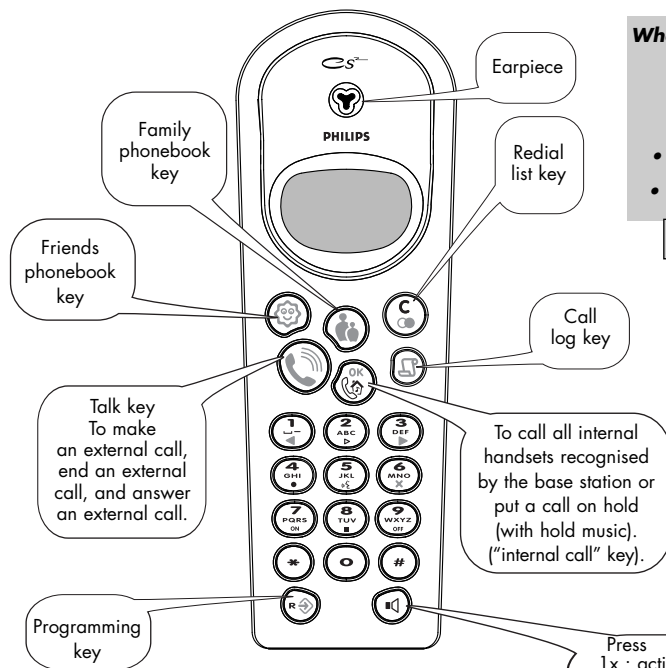 Wh
Earpiece
PHILIPS
Family
phonebook
key
Redial
list key
Friends
phonebook
key
C
Call
log key
OK
Talk key
To make
an external call,
end an external
call, and answer
an external call.
1 2 3
ABC DEF
4 5 6
GHI JKL MNO
7 8 9
PQRS TUV WXYZ
ON OFF
* 0 #
R
To call all internal
handsets recognised
by the base station or
put a call on hold
(with hold music).
("internal call" key).
Programming
key
Press
1x : acti